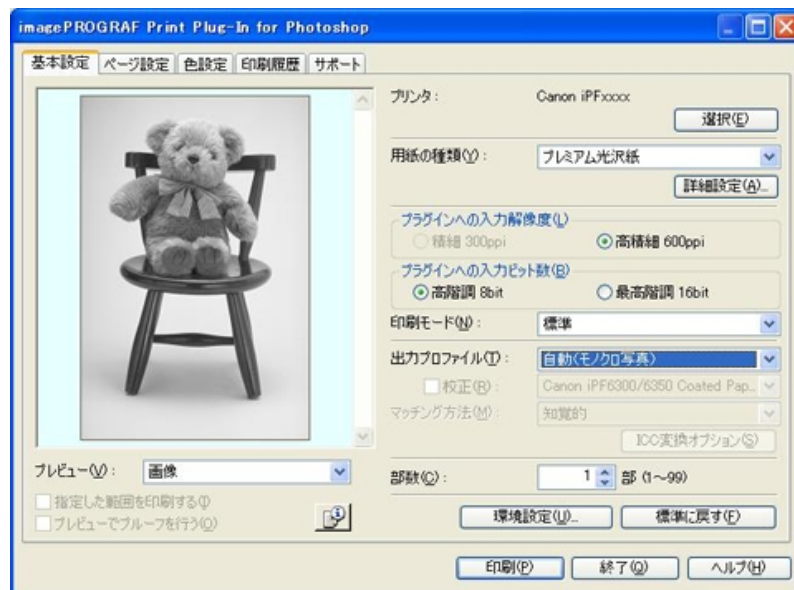 imagePROGRAF Print Plug-In for Photoshop
基本設定 ページ設定 色設定 印刷履歴 サポート
プリンタ： Canon iPFxxxx
選択(E)
用紙の種類(Y)： プレミアム光沢紙
詳細設定(A)...
プラグインへの入力解像度(L)
精細 300ppi 高精細 600ppi
プラグインへの入力ビット数(B)
高階調 8bit 最高階調 16bit
印刷モード(N)： 標準
出力プロファイル(T)： 自動(モノクロ写真)
校正(R)： Canon iPF6300/6350 Coated Pap...
マッチング方法(M)： 知覚的
ICC変換オプション(S)
プレビュー(V)： 画像
指定した範囲を印刷する(I)
プレビューでプルーフを行う(O)
部数(C)： 1 部 (1～99)
環境設定(U)... 標準に戻す(F)
印刷(P) 終了(Q) ヘルプ(H)